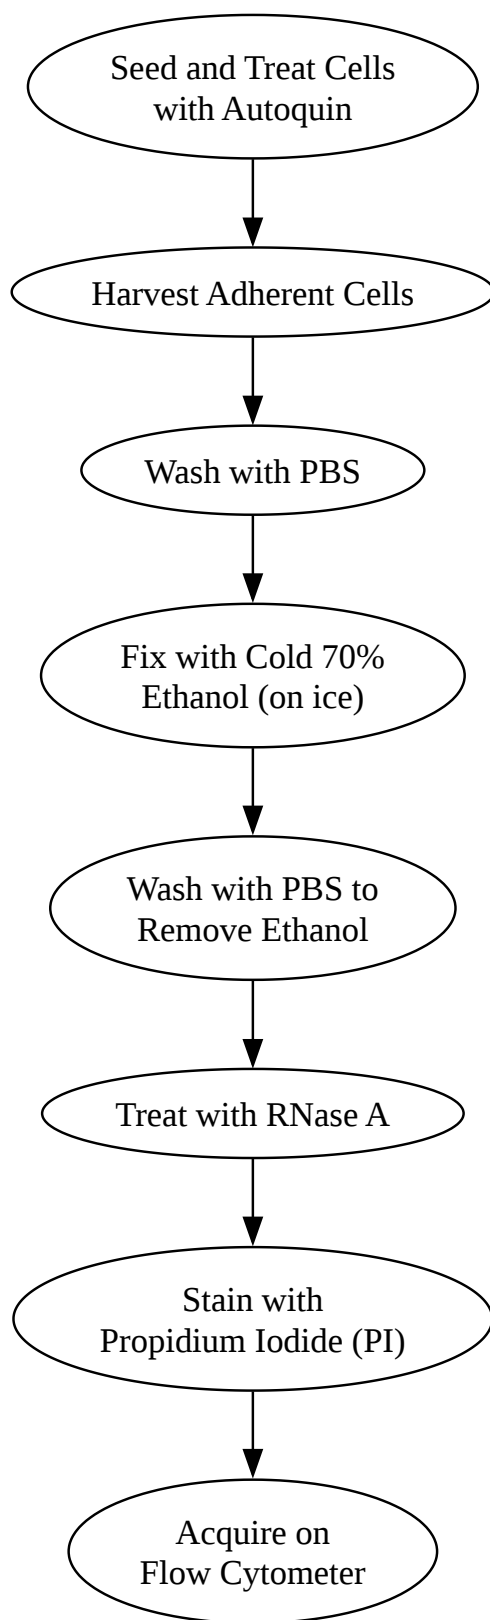 Seed and Treat Cells
with Autoquin
Harvest Adherent Cells
Wash with PBS
Fix with Cold 70%
Ethanol (on ice)
Wash with PBS to
Remove Ethanol
Treat with RNase A
Stain with
Propidium Iodide (PI)
Acquire on
Flow Cytometer